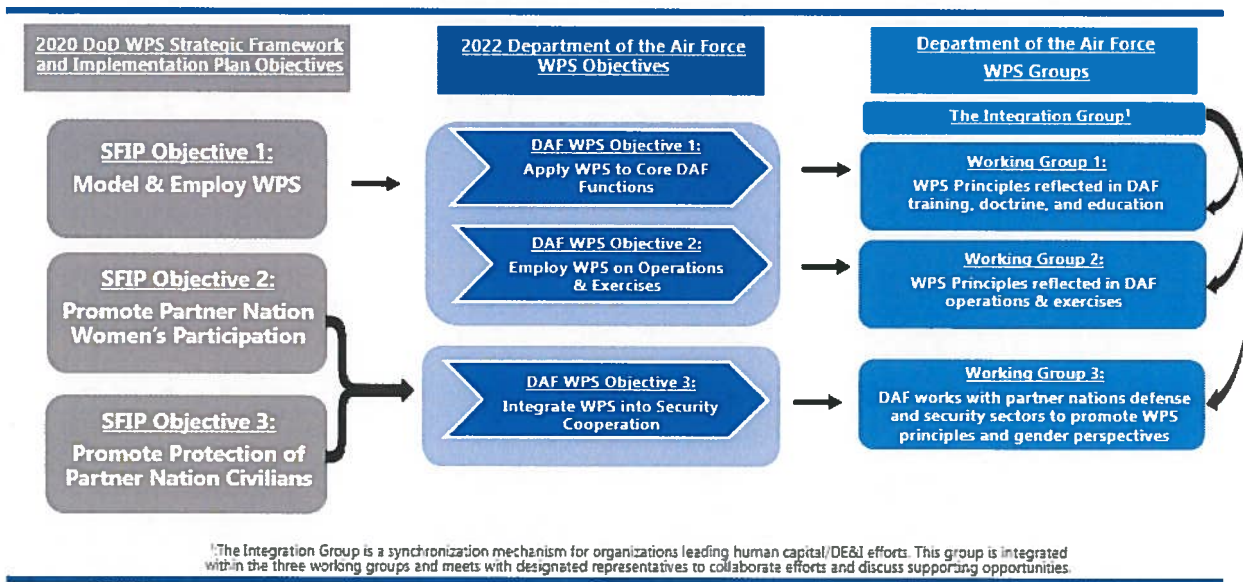 2020 DoD WPS Strategic Framework
and Implementation Plan Objectives
2022 Department of the Air Force
WPS Objectives
Department of the Air Force
WPS Groups
The Integration Group¹
SFIP Objective 1:
Model & Employ WPS
DAF WPS Objective 1:
Apply WPS to Core DAF
Functions
Working Group 1:
WPS Principles reflected in DAF
training, doctrine, and education
SFIP Objective 2:
Promote Partner Nation
Women's Participation
DAF WPS Objective 2:
Employ WPS on Operations
& Exercises
Working Group 2:
WPS Principles reflected in DAF
operations & exercises
SFIP Objective 3:
Promote Protection of
Partner Nation Civilians
DAF WPS Objective 3:
Integrate WPS into Security
Cooperation
Working Group 3:
DAF works with partner nations defense
and security sectors to promote WPS
principles and gender perspectives
¹The Integration Group is a synchronization mechanism for organizations leading human capital/DE&I efforts. This group is integrated
within the three working groups and meets with designated representatives to collaborate efforts and discuss supporting opportunities.